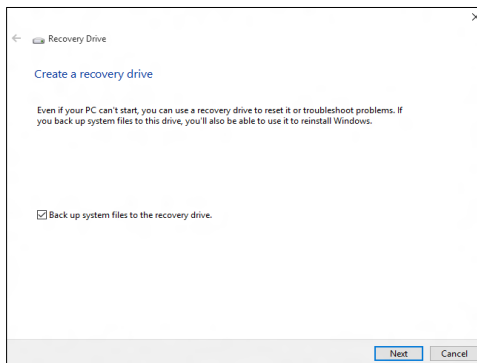 Recovery Drive
Create a recovery drive
Even if your PC can't start, you can use a recovery drive to reset it or troubleshoot problems. If
you back up system files to this drive, you'll also be able to use it to reinstall Windows.
Back up system files to the recovery drive.
Next Cancel